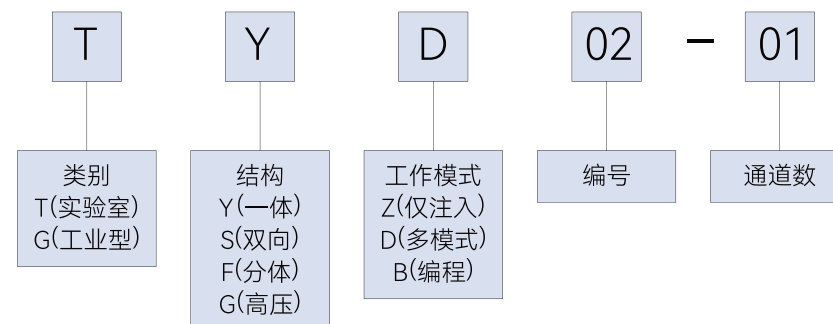 T Y D 02 - 01
类别
T(实验室)
G(工业型)
结构
Y(一体)
S(双向)
F(分体)
G(高压)
工作模式
Z(仅注入)
D(多模式)
B(编程)
编号
通道数